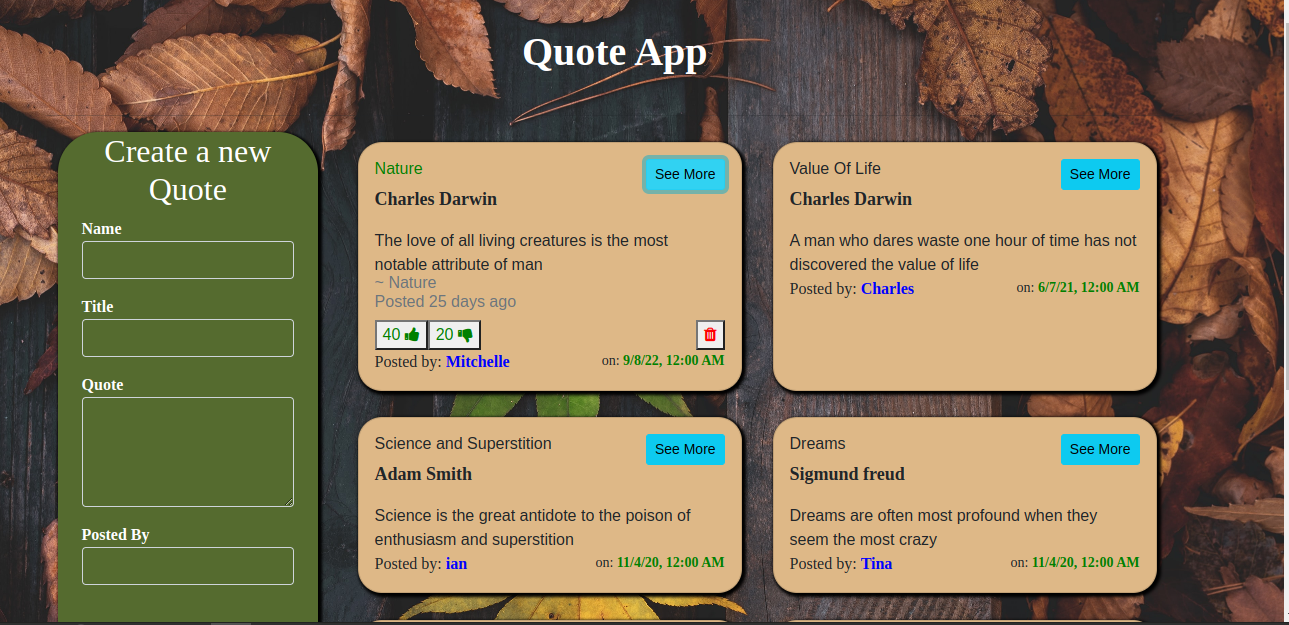 Quote App
Create a new
Quote
Name
Title
Quote
Posted By
Nature
See More
Charles Darwin
The love of all living creatures is the most
notable attribute of man
~ Nature
Posted 25 days ago
40
20
Posted by: Mitchelle
on: 9/8/22, 12:00 AM
Value Of Life
See More
Charles Darwin
A man who dares waste one hour of time has not
discovered the value of life
Posted by: Charles
on: 6/7/21, 12:00 AM
Science and Superstition
See More
Adam Smith
Science is the great antidote to the poison of
enthusiasm and superstition
Posted by: ian
on: 11/4/20, 12:00 AM
Dreams
See More
Sigmund freud
Dreams are often most profound when they
seem the most crazy
Posted by: Tina
on: 11/4/20, 12:00 AM